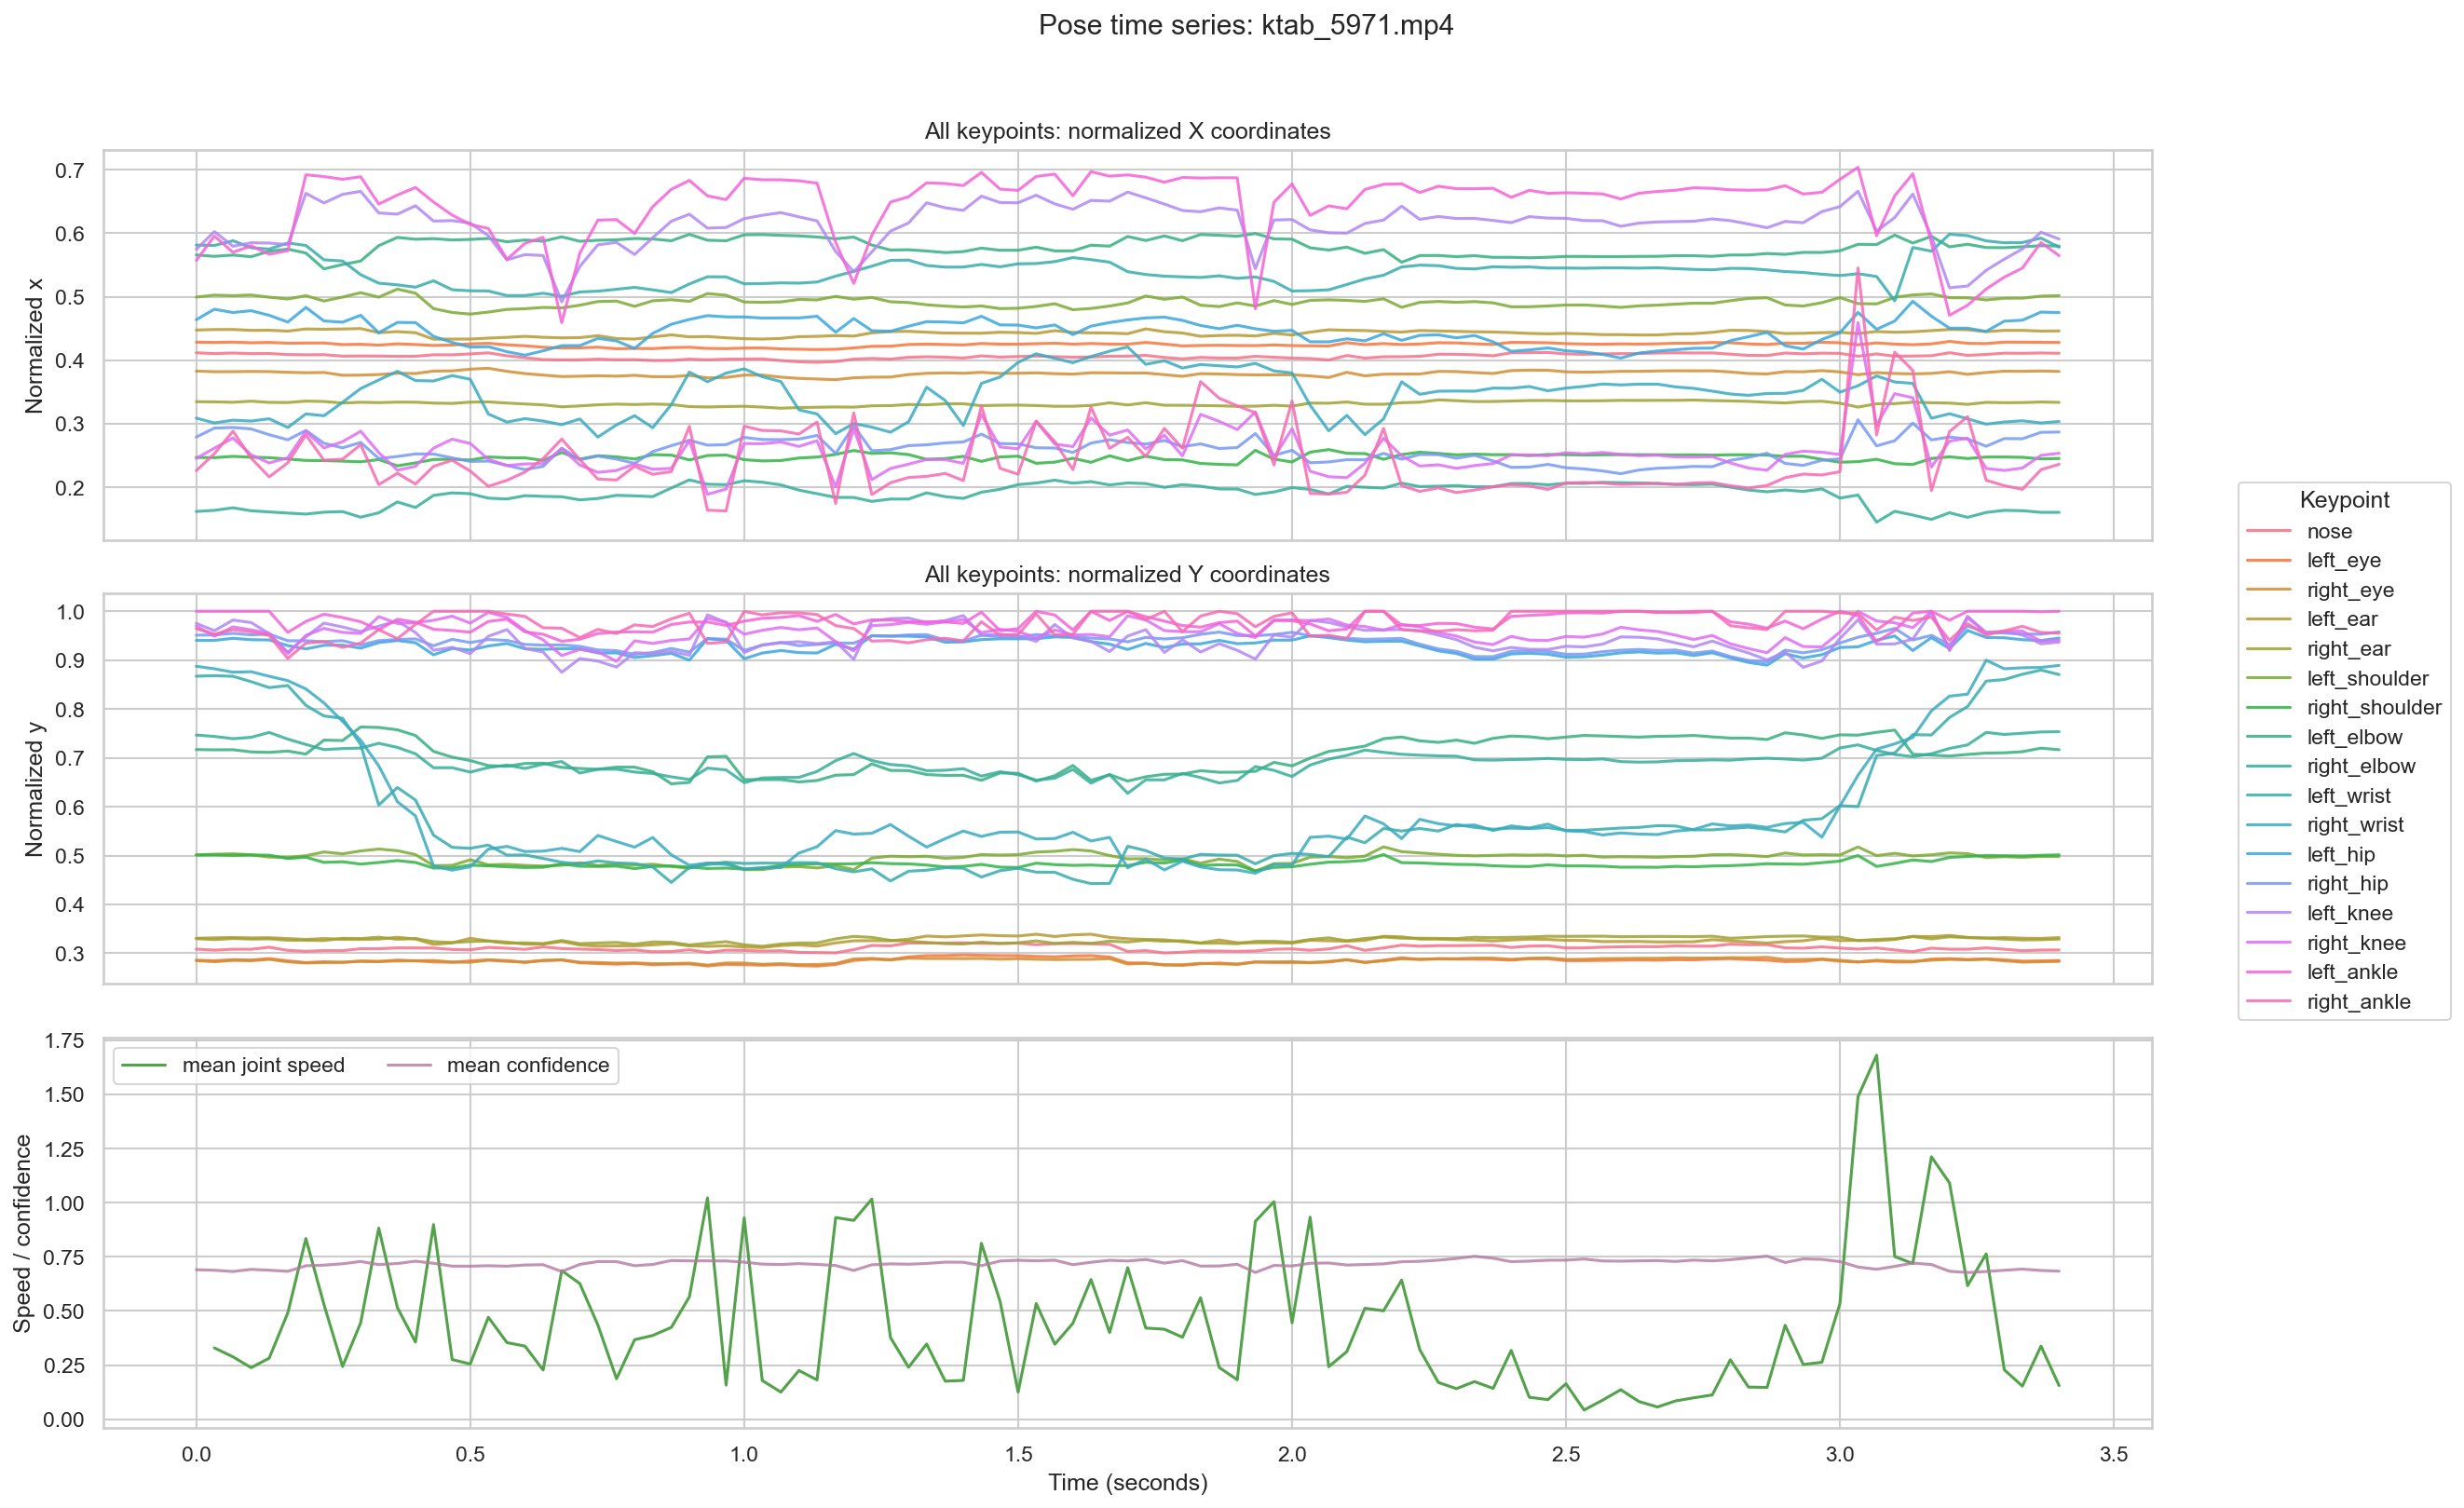 Pose time series: ktab_5971.mp4
All keypoints: normalized X coordinates
Normalized x
0.7
0.6
0.5
0.4
0.3
0.2
All keypoints: normalized Y coordinates
Normalized y
1.0
0.9
0.8
0.7
0.6
0.5
0.4
0.3
Keypoint
nose
left_eye
right_eye
left_ear
right_ear
left_shoulder
right_shoulder
left_elbow
right_elbow
left_wrist
right_wrist
left_hip
right_hip
left_knee
right_knee
left_ankle
right_ankle
mean joint speed
mean confidence
Speed / confidence
1.75
1.50
1.25
1.00
0.75
0.50
0.25
0.00
0.0 0.5 1.0 1.5 2.0 2.5 3.0 3.5
Time (seconds)